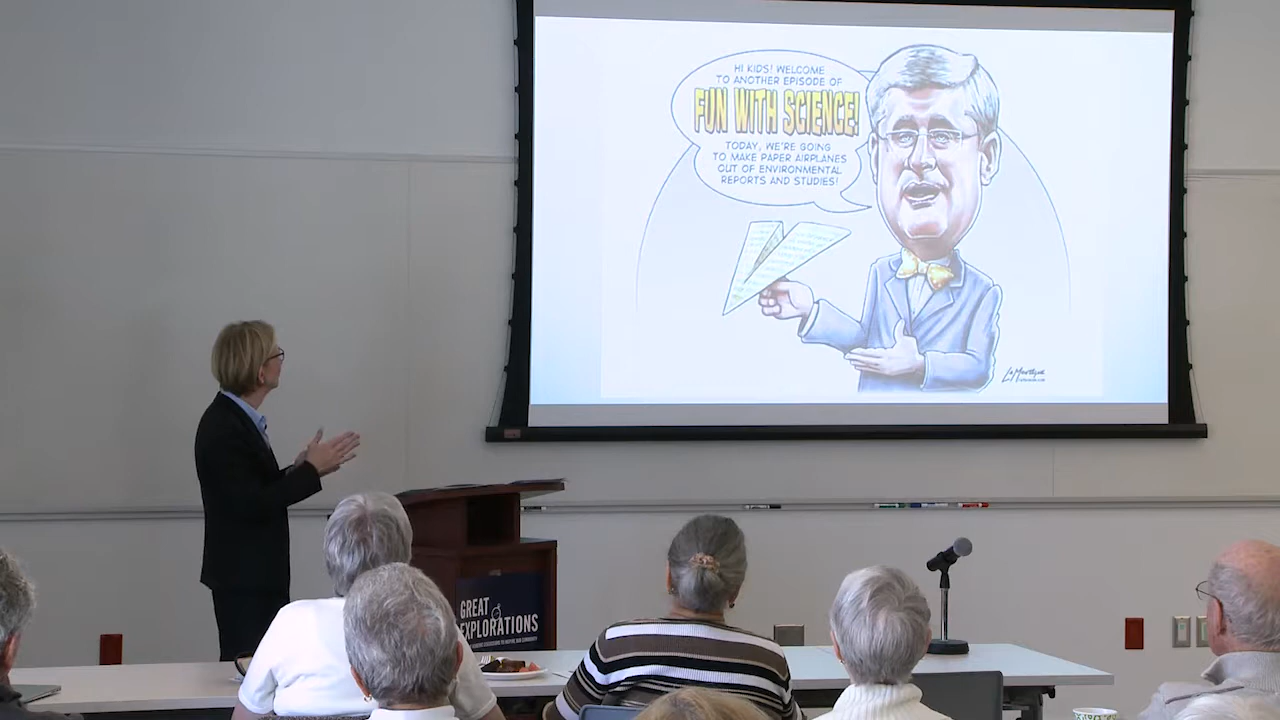 HI KIDS! WELCOME
TO ANOTHER EPISODE OF
FUN WITH SCIENCE!
TODAY, WE'RE GOING
TO MAKE PAPER AIRPLANES
OUT OF ENVIRONMENTAL
REPORTS AND STUDIES!
GREAT
EXPLORATIONS